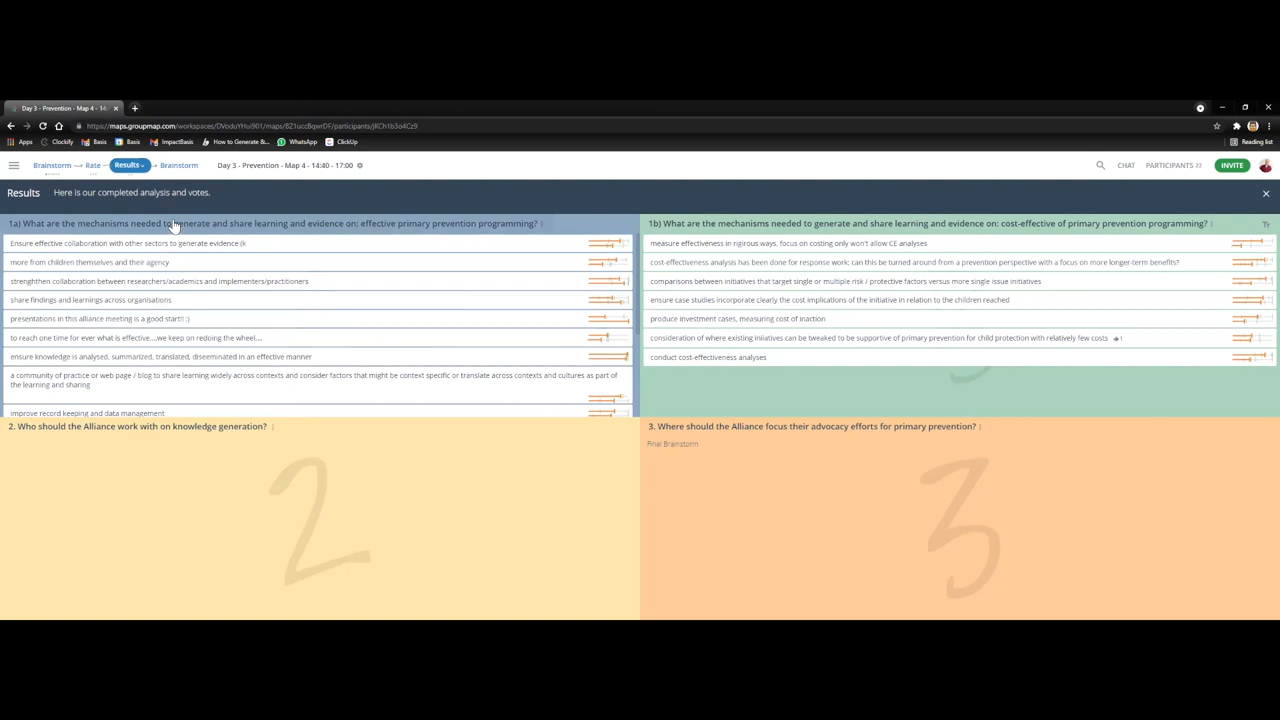 Day 3 - Prevention - Map 4 - 14:
https://maps.groupmap.com/workspaces/DVoduYHui901/maps/BZ1uccBqwrDF/participants/jKCh1b3o4Cz9
Apps Clockify Basis Basis ImpactBasis How to Generate &... WhatsApp ClickUp Reading list
Brainstorm Rate Results Brainstorm Day 3 - Prevention - Map 4 - 14:40 - 17:00 CHAT PARTICIPANTS 22 INVITE
Results Here is our completed analysis and votes.
1a) What are the mechanisms needed to generate and share learning and evidence on: effective primary prevention programming?
Ensure effective collaboration with other sectors to generate evidence (k
more from children themselves and their agency
strenghthen collaboration between researchers/academics and implementers/practitioners
share findings and learnings across organisations
presentations in this alliance meeting is a good start!! :)
to reach one time for ever what is effective....we keep on redoing the wheel....
ensure knowledge is analysed, summarized, translated, disseminated in an effective manner
a community of practice or web page / blog to share learning widely across contexts and consider factors that might be context specific or translate across contexts and cultures as part of
the learning and sharing
improve record keeping and data management
1b) What are the mechanisms needed to generate and share learning and evidence on: cost-effective of primary prevention programming?
measure effectiveness in rigirous ways, focus on costing only won't allow CE analyses
cost-effectiveness analysis has been done for response work; can this be turned around from a prevention perspective with a focus on more longer-term benefits?
comparisons between initiatives that target single or multiple risk / protective factors versus more single issue initiatives
ensure case studies incorporate clearly the cost implications of the initiative in relation to the children reached
produce investment cases, measuring cost of inaction
consideration of where existing iniiatives can be tweaked to be supportive of primary prevention for child protection with relatively few costs 1
conduct cost-effectiveness analyses
2. Who should the Alliance work with on knowledge generation?
2
3. Where should the Alliance focus their advocacy efforts for primary prevention?
Final Brainstorm
3